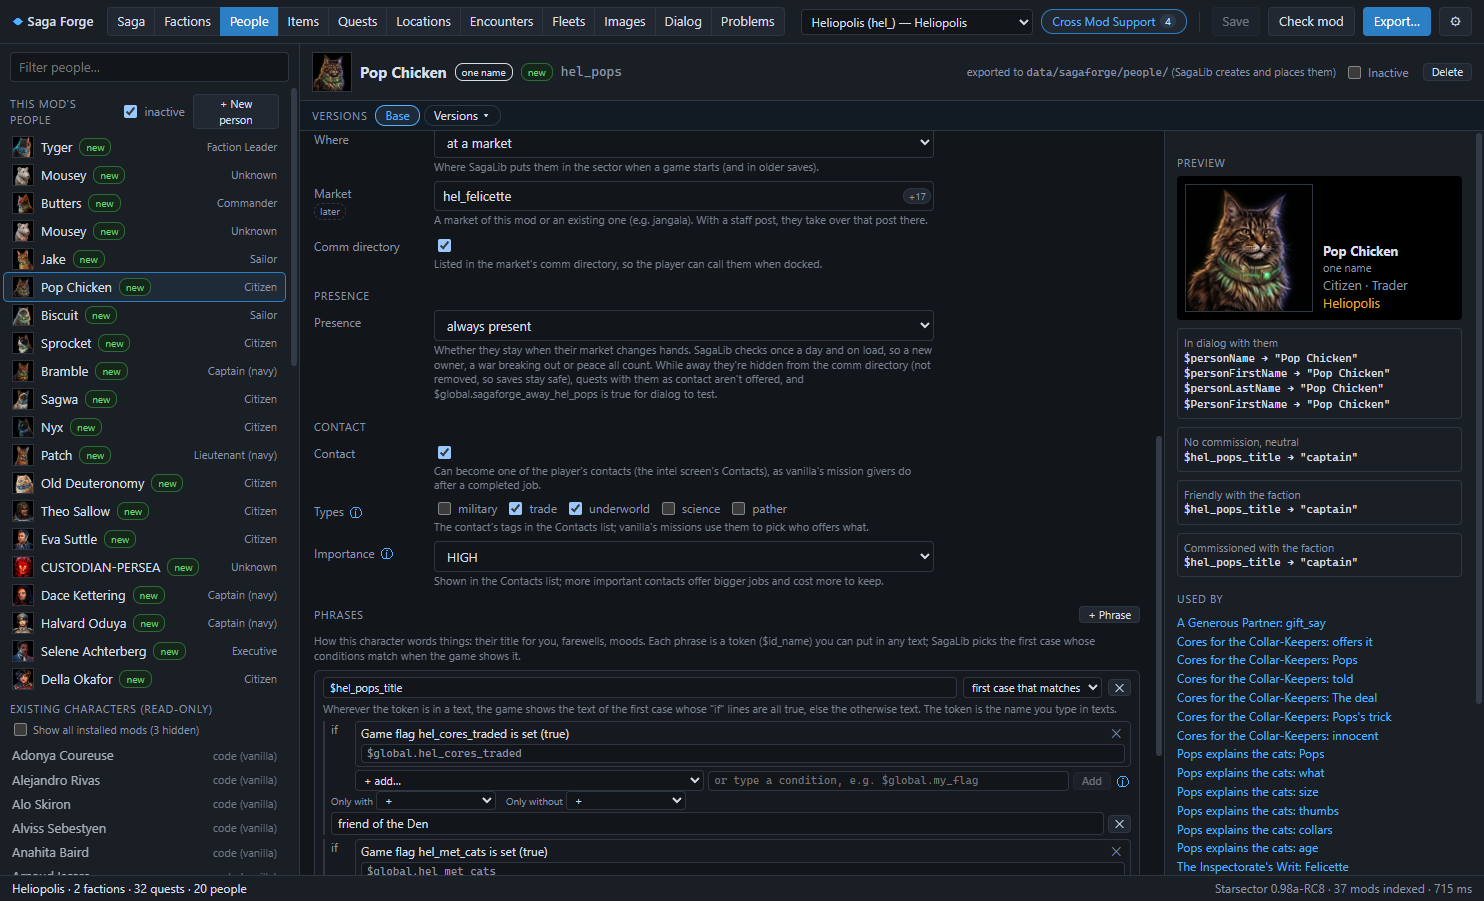 Saga Forge
Saga
Factions
People
Items
Quests
Locations
Encounters
Fleets
Images
Dialog
Problems
Heliopolis (hel_) — Heliopolis
Cross Mod Support 4
Save
Check mod
Export...
Filter people...
THIS MOD'S PEOPLE
inactive
+ New person
Tyger new Faction Leader
Mousey new Unknown
Butters new Commander
Mousey new Unknown
Jake new Sailor
Pop Chicken new Citizen
Biscuit new Sailor
Sprocket new Citizen
Bramble new Captain (navy)
Sagwa new Citizen
Nyx new Citizen
Patch new Lieutenant (navy)
Old Deuteronomy new Citizen
Theo Sallow new Citizen
Eva Suttle new Citizen
CUSTODIAN-PERSEA new Unknown
Dace Kettering new Captain (navy)
Halvard Oduya new Captain (navy)
Selene Achterberg new Executive
Della Okafor new Citizen
EXISTING CHARACTERS (READ-ONLY)
Show all installed mods (3 hidden)
Adonya Coureuse code (vanilla)
Alejandro Rivas code (vanilla)
Alo Skiron code (vanilla)
Alviss Sebestyen code (vanilla)
Anahita Baird code (vanilla)
Pop Chicken one name new hel_pops
exported to data/sagaforge/people/ (SagaLib creates and places them)
Inactive
Delete
VERSIONS Base Versions
Where
at a market
Where SagaLib puts them in the sector when a game starts (and in older saves).
Market
later
hel_felicette +17
A market of this mod or an existing one (e.g. jangala). With a staff post, they take over that post there.
Comm directory
Listed in the market's comm directory, so the player can call them when docked.
PRESENCE
Presence
always present
Whether they stay when their market changes hands. SagaLib checks once a day and on load, so a new
owner, a war breaking out or peace all count. While away they're hidden from the comm directory (not
removed, so saves stay safe), quests with them as contact aren't offered, and
$global.sagaforge_away_hel_pops is true for dialog to test.
CONTACT
Contact
Can become one of the player's contacts (the intel screen's Contacts), as vanilla's mission givers do
after a completed job.
Types
military trade underworld science pather
The contact's tags in the Contacts list; vanilla's missions use them to pick who offers what.
Importance
HIGH
Shown in the Contacts list; more important contacts offer bigger jobs and cost more to keep.
PHRASES
+ Phrase
How this character words things: their title for you, farewells, moods. Each phrase is a token ($id_name) you can put in any text; SagaLib picks the first case whose
conditions match when the game shows it.
$hel_pops_title
first case that matches
Wherever the token is in a text, the game shows the text of the first case whose "if" lines are all true, else the otherwise text. The token is the name you type in texts.
if
Game flag hel_cores_traded is set (true)
$global.hel_cores_traded
+ add...
or type a condition, e.g. $global.my_flag
Add
Only with +
Only without +
friend of the Den
if
Game flag hel_met_cats is set (true)
$global.hel_met_cats
PREVIEW
Pop Chicken
one name
Citizen · Trader
Heliopolis
In dialog with them
$personName → "Pop Chicken"
$personFirstName → "Pop Chicken"
$personLastName → "Pop Chicken"
$PersonFirstName → "Pop Chicken"
No commission, neutral
$hel_pops_title → "captain"
Friendly with the faction
$hel_pops_title → "captain"
Commissioned with the faction
$hel_pops_title → "captain"
USED BY
A Generous Partner: gift_say
Cores for the Collar-Keepers: offers it
Cores for the Collar-Keepers: Pops
Cores for the Collar-Keepers: told
Cores for the Collar-Keepers: The deal
Cores for the Collar-Keepers: Pops's trick
Cores for the Collar-Keepers: innocent
Pops explains the cats: Pops
Pops explains the cats: what
Pops explains the cats: size
Pops explains the cats: thumbs
Pops explains the cats: collars
Pops explains the cats: age
The Inspectorate's Writ: Felicette
Heliopolis · 2 factions · 32 quests · 20 people
Starsector 0.98a-RC8 · 37 mods indexed · 715 ms